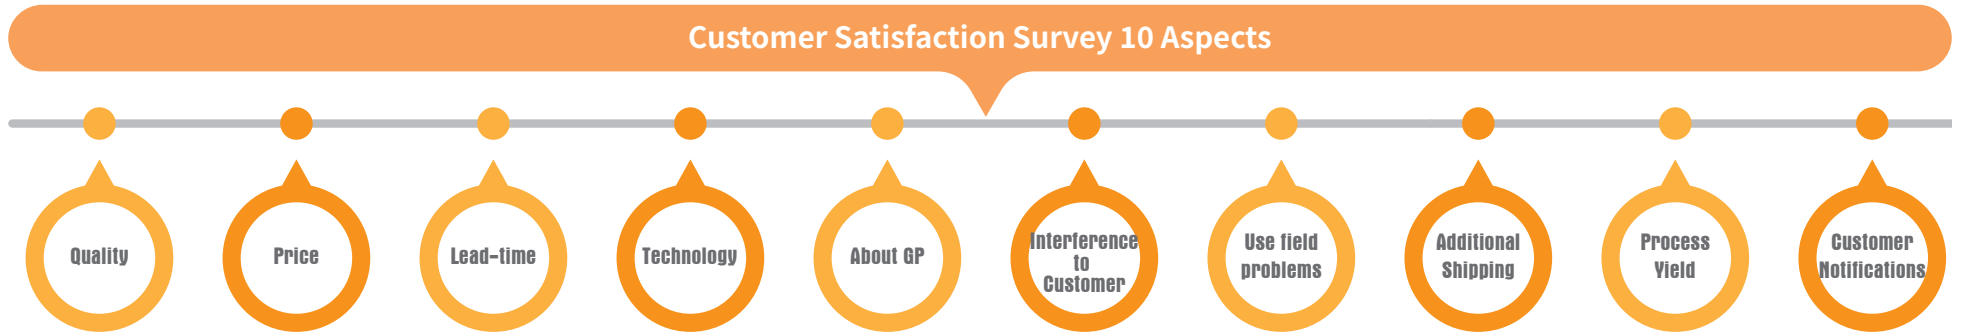 Customer Satisfaction Survey 10 Aspects
Quality
Price
Lead-time
Technology
About GP
Interference
to
Customer
Use field
problems
Additional
Shipping
Process
Yield
Customer
Notifications